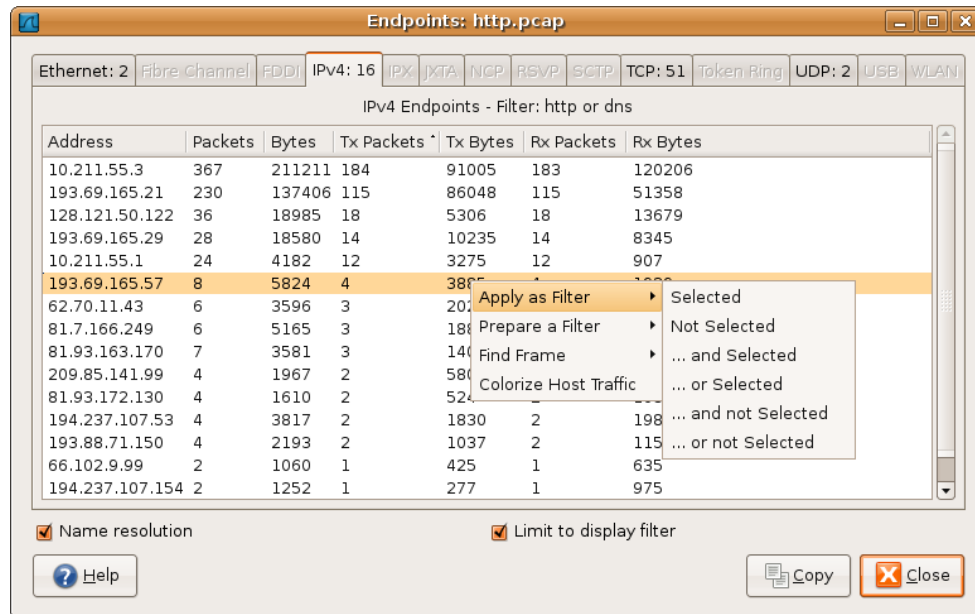 Endpoints: http.pcap
Ethernet: 2 Fibre Channel FDDI IPv4: 16 IPX JXTA NCP RSVP SCTP TCP: 51 Token Ring UDP: 2 USB WLAN
IPv4 Endpoints - Filter: http or dns
Address Packets Bytes Tx Packets Tx Bytes Rx Packets Rx Bytes
10.211.55.3 367 211211 184 91005 183 120206
193.69.165.21 230 137406 115 86048 115 51358
128.121.50.122 36 18985 18 5306 18 13679
193.69.165.29 28 18580 14 10235 14 8345
10.211.55.1 24 4182 12 3275 12 907
193.69.165.57 8 5824 4
62.70.11.43 6 3596 3
81.7.166.249 6 5165 3
81.93.163.170 7 3581 3
209.85.141.99 4 1967 2
81.93.172.130 4 1610 2
194.237.107.53 4 3817 2 1830 2
193.88.71.150 4 2193 2 1037 2
66.102.9.99 2 1060 1 425 1 635
194.237.107.154 2 1252 1 277 1 975
Apply as Filter
Prepare a Filter
Find Frame
Colorize Host Traffic
Selected
Not Selected
... and Selected
... or Selected
... and not Selected
... or not Selected
Name resolution Limit to display filter
Help Copy Close